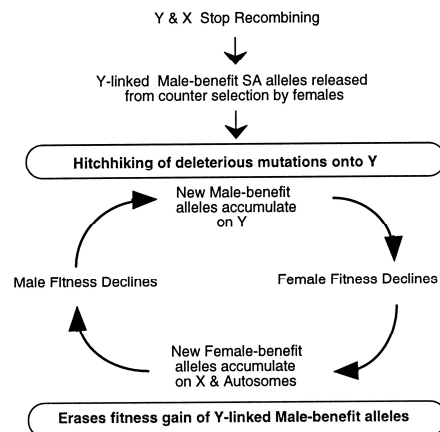 Y & X Stop Recombining
Y-linked Male-benefit SA alleles released
from counter selection by females
Hitchhiking of deleterious mutations onto Y
New Male-benefit
alleles accumulate
on Y
Male Fitness Declines
Female Fitness Declines
New Female-benefit
alleles accumulate
on X & Autosomes
Erases fitness gain of Y-linked Male-benefit alleles